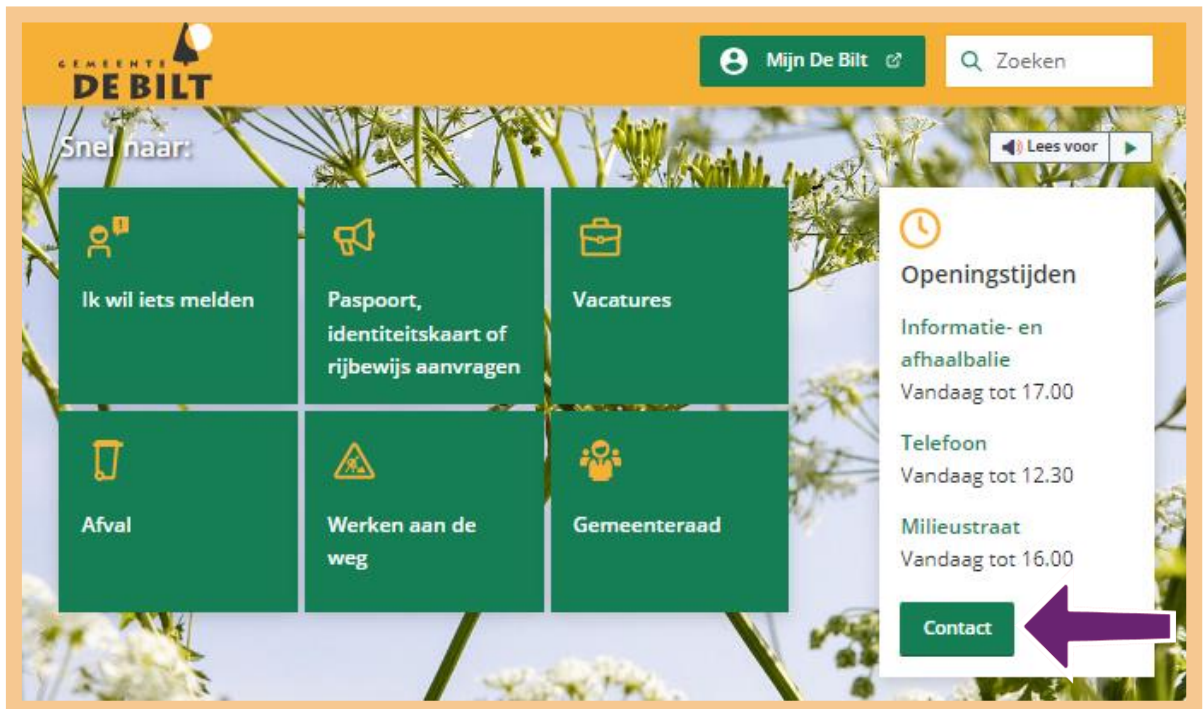 GEMEENTE
DE BILT
Mijn De Bilt
Zoeken
Snel naar:
Lees voor
Ik wil iets melden
Paspoort,
identiteitskaart of
rijbewijs aanvragen
Vacatures
Afval
Werken aan de
weg
Gemeenteraad
Openingstijden
Informatie- en
afhaalbalie
Vandaag tot 17.00
Telefoon
Vandaag tot 12.30
Milieustraat
Vandaag tot 16.00
Contact